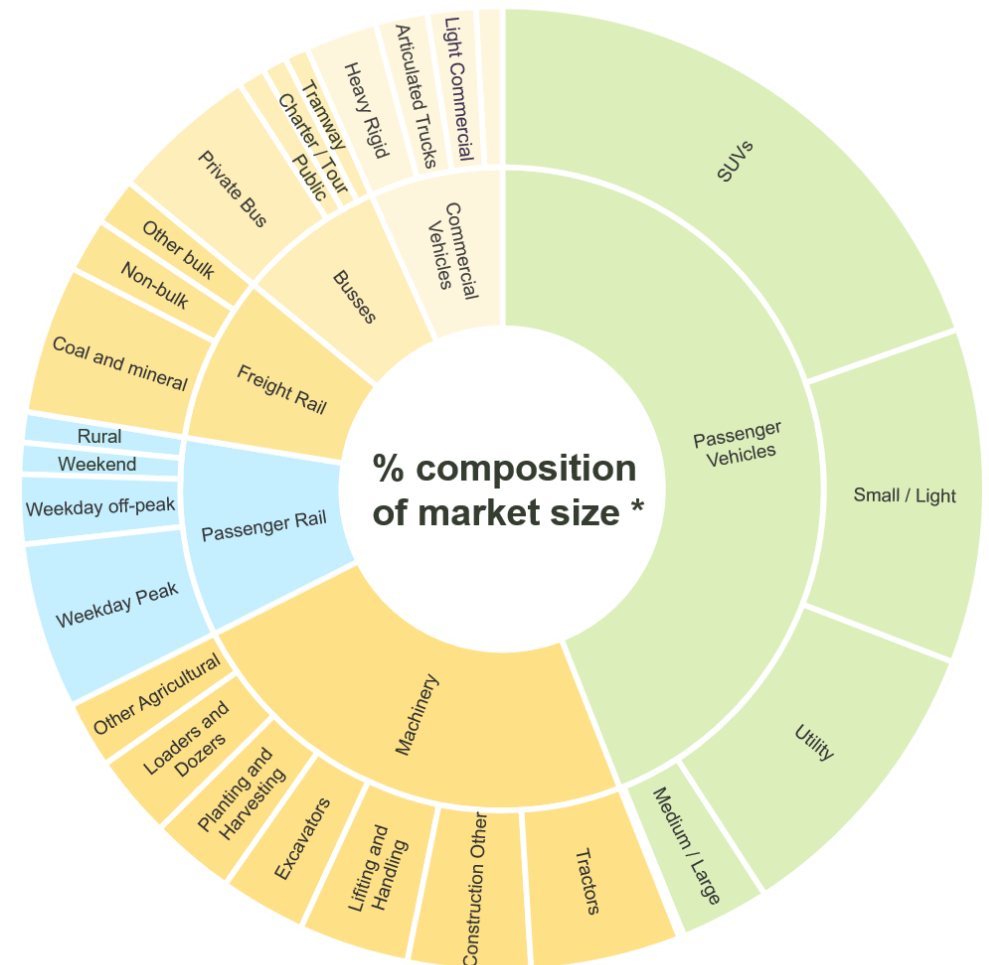 % composition
of market size *
Passenger
Vehicles
SUVs
Small / Light
Utility
Medium / Large
Machinery
Tractors
Construction Other
Lifiting and
Handling
Excavators
Planting and
Harvesting
Loaders and
Dozers
Other Agricultural
Passenger Rail
Weekday Peak
Weekday off-peak
Weekend
Rural
Freight Rail
Coal and mineral
Non-bulk
Other bulk
Busses
Private Bus
Public
Charter / Tour
Tramway
Commercial
Vehicles
Heavy Rigid
Articulated Trucks
Light Commercial